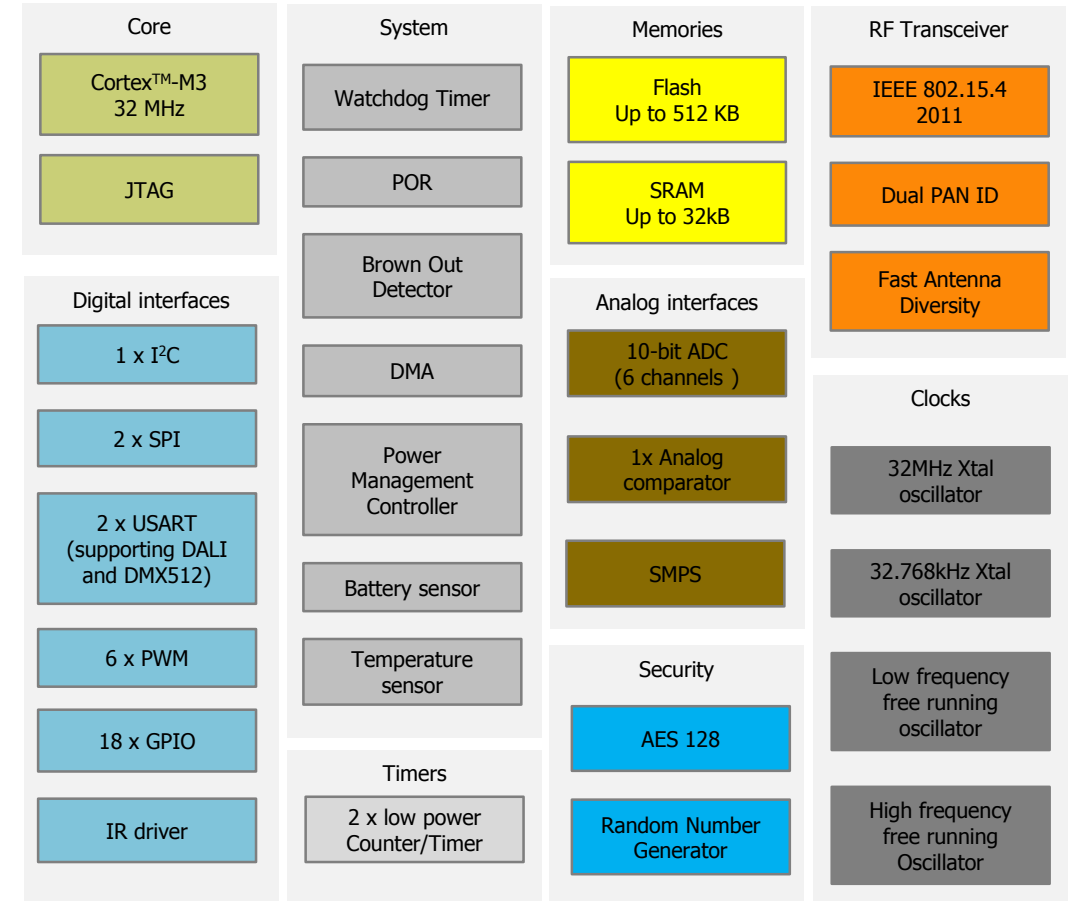 Core
Cortex™-M3
32 MHz
JTAG
Digital interfaces
1 x I²C
2 x SPI
2 x USART
(supporting DALI
and DMX512)
6 x PWM
18 x GPIO
IR driver
System
Watchdog Timer
POR
Brown Out
Detector
DMA
Power
Management
Controller
Battery sensor
Temperature
sensor
Timers
2 x low power
Counter/Timer
Memories
Flash
Up to 512 KB
SRAM
Up to 32kB
Analog interfaces
10-bit ADC
(6 channels )
1x Analog
comparator
SMPS
Security
AES 128
Random Number
Generator
RF Transceiver
IEEE 802.15.4
2011
Dual PAN ID
Fast Antenna
Diversity
Clocks
32MHz Xtal
oscillator
32.768kHz Xtal
oscillator
Low frequency
free running
oscillator
High frequency
free running
Oscillator